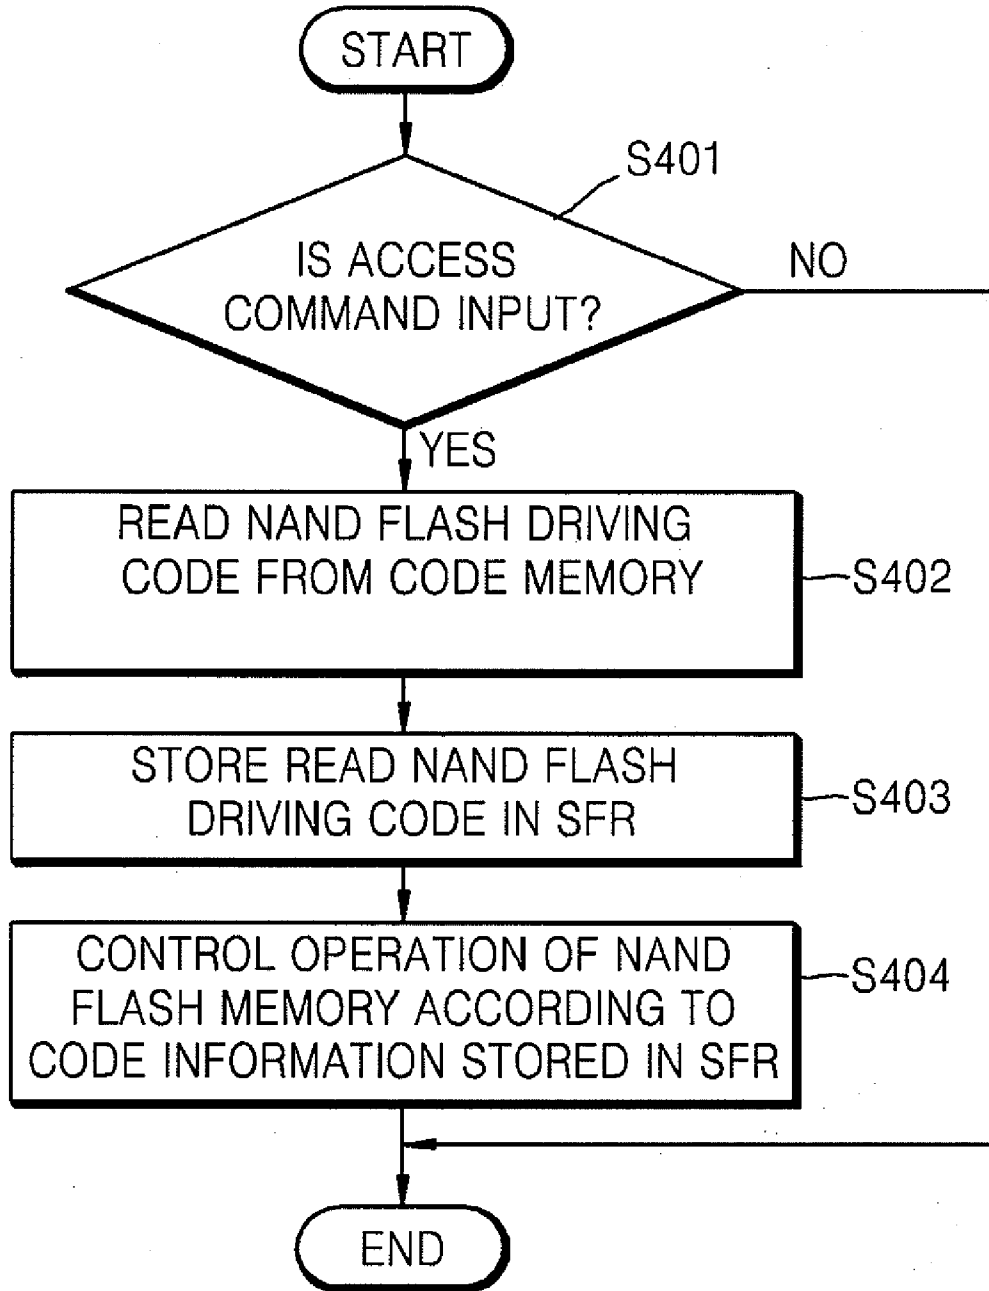 START
S401
IS ACCESS
COMMAND INPUT?
NO
YES
READ NAND FLASH DRIVING
CODE FROM CODE MEMORY
S402
STORE READ NAND FLASH
DRIVING CODE IN SFR
S403
CONTROL OPERATION OF NAND
FLASH MEMORY ACCORDING TO
CODE INFORMATION STORED IN SFR
S404
END